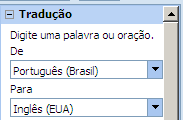 Tradução
Digite uma palavra ou oração.
De
Português (Brasil)
Para
Inglês (EUA)